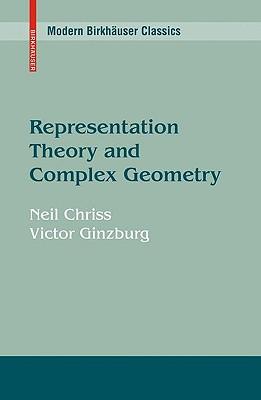 BIRKHÄUSER
Modern Birkhäuser Classics
Representation
Theory and
Complex Geometry
Neil Chriss
Victor Ginzburg